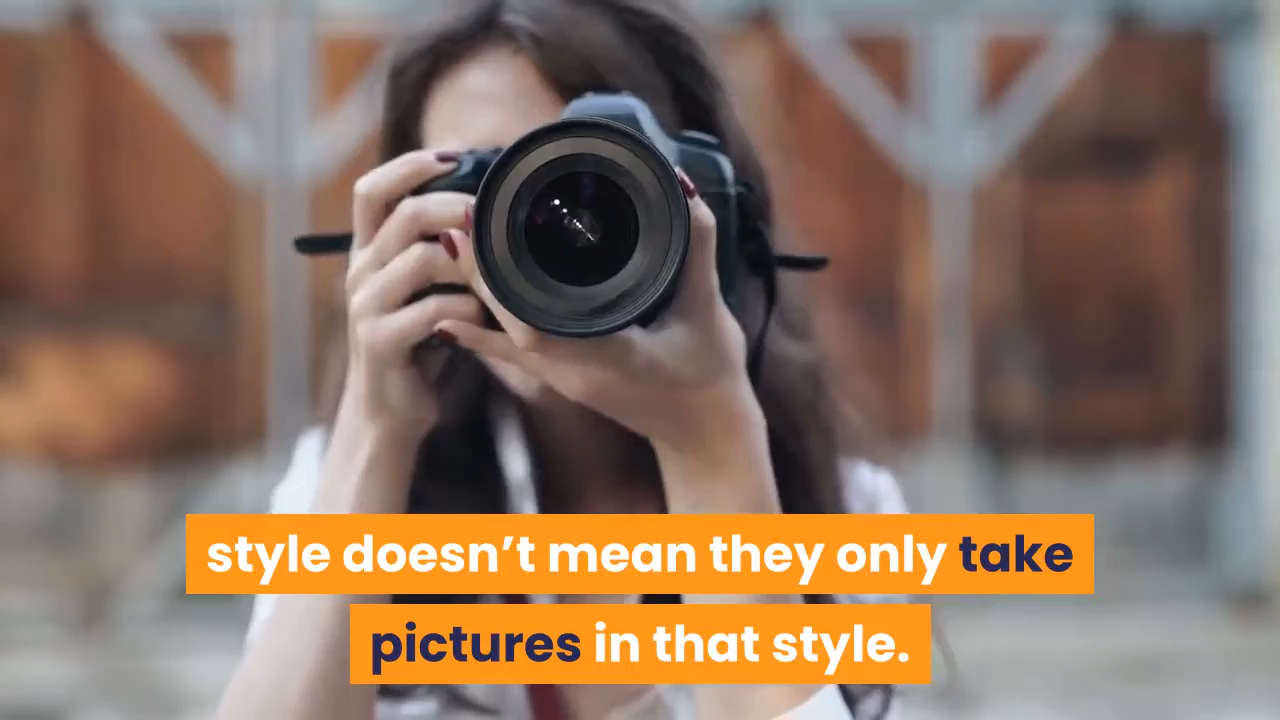 style doesn’t mean they only take
pictures in that style.